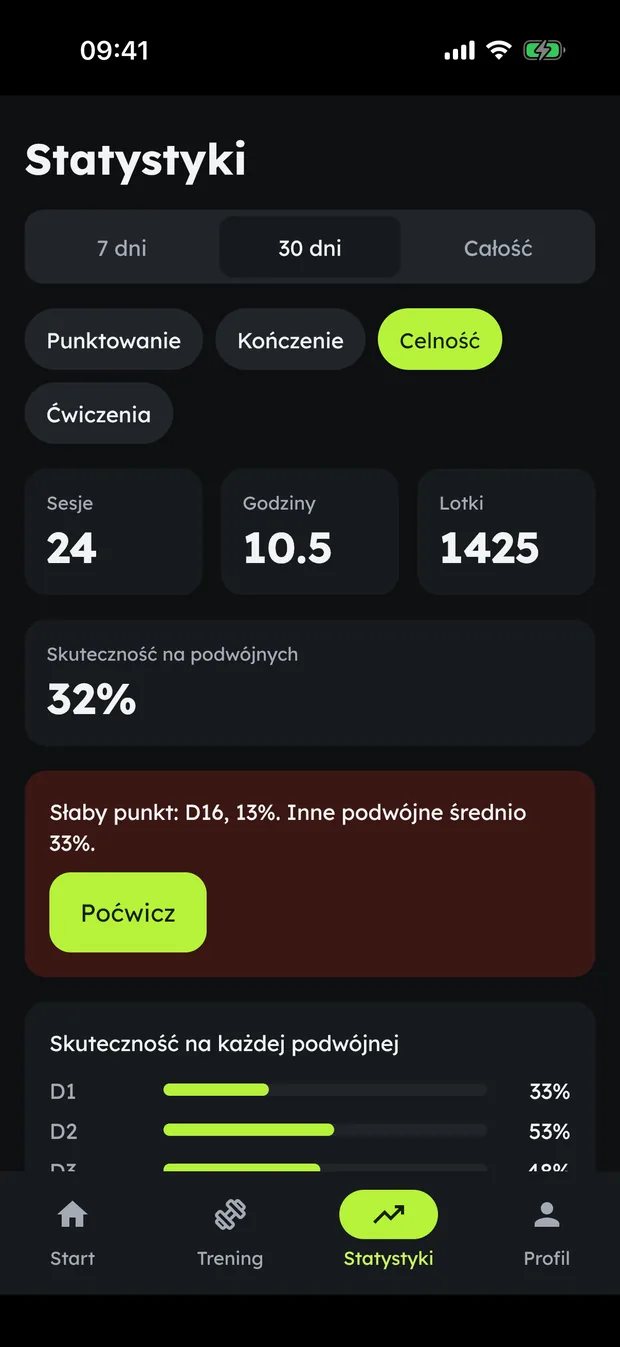 09:41
Statystyki
7 dni 30 dni Całość
Punktowanie Kończenie Celność
Ćwiczenia
Sesje Godziny Lotki
24 10.5 1425
Skuteczność na podwójnych
32%
Słaby punkt: D16, 13%. Inne podwójne średnio
33%.
Poćwicz
Skuteczność na każdej podwójnej
D1 33%
D2 53%
D3 48%
Start Trening Statystyki Profil